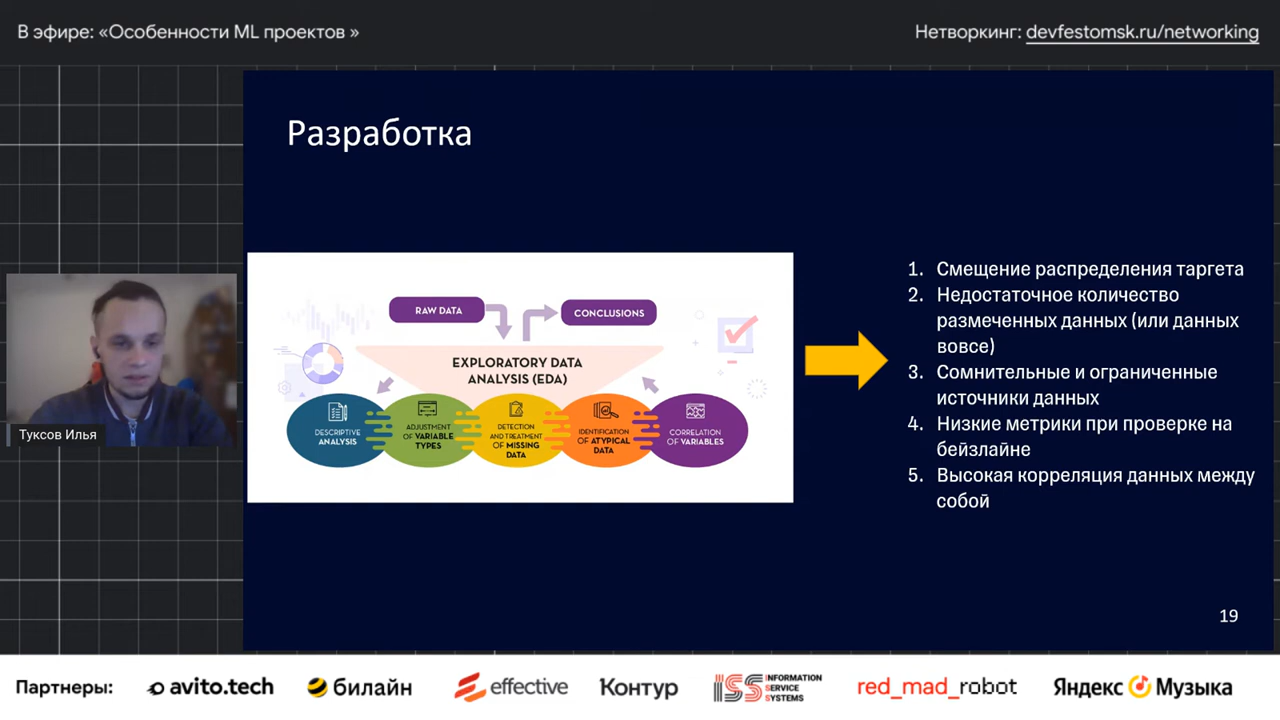 В эфире: «Особенности ML проектов »
Нетворкинг: devfestomsk.ru/networking
Разработка
RAW DATA
CONCLUSIONS
EXPLORATORY DATA
ANALYSIS (EDA)
DESCRIPTIVE
ANALYSIS
ADJUSTMENT
OF VARIABLE
TYPES
DETECTION
AND TREATMENT
OF MISSING
DATA
IDENTIFICATION
OF ATYPICAL
DATA
CORRELATION
OF VARIABLES
1. Смещение распределения таргета
2. Недостаточное количество
размеченных данных (или данных
вовсе)
3. Сомнительные и ограниченные
источники данных
4. Низкие метрики при проверке на
бейзлайне
5. Высокая корреляция данных между
собой
Туксов Илья
19
Партнеры:
avito.tech
билайн
effective
Контур
ISS INFORMATION
SERVICE
SYSTEMS
red_mad_robot
Яндекс Музыка